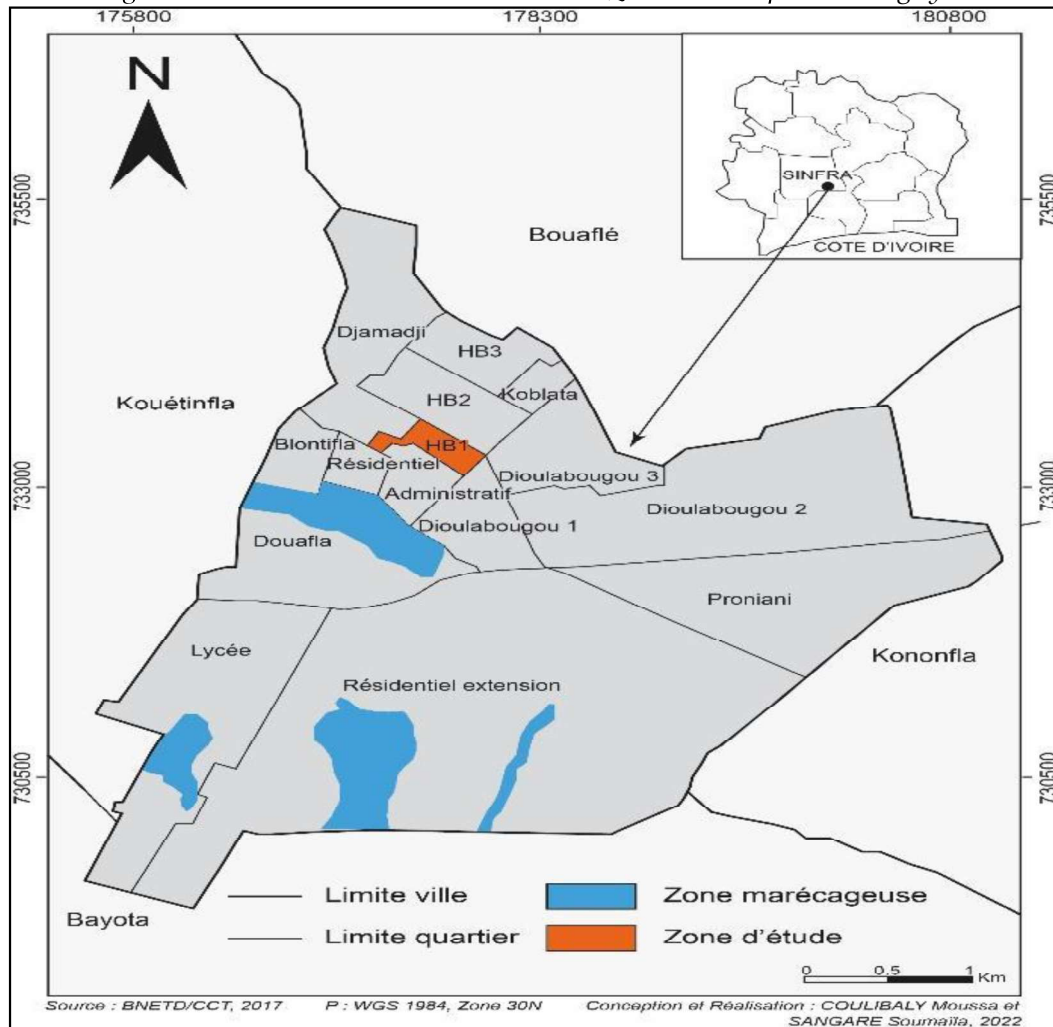 175800 178300 180800
N
SINFRA
COTE D'IVOIRE
735500 735500
Bouaflé
Djamadji
HB3
Kouétinfla
Koblata
HB2
HB1
Blontifla
Résidentiel
Dioulabougou 3
733000 Administratif 733000
Dioulabougou 2
Dioulabougou 1
Douafla
Proniani
Lycée
Kononfla
Résidentiel extension
730500 730500
Limite ville Zone marécageuse
Bayota
Limite quartier Zone d'étude
0 0.5 1
Km
Source : BNETD/CCT, 2017 P : WGS 1984, Zone 30N Conception et Réalisation : COULIBALY Moussa et
SANGARE Soumaïla, 2022